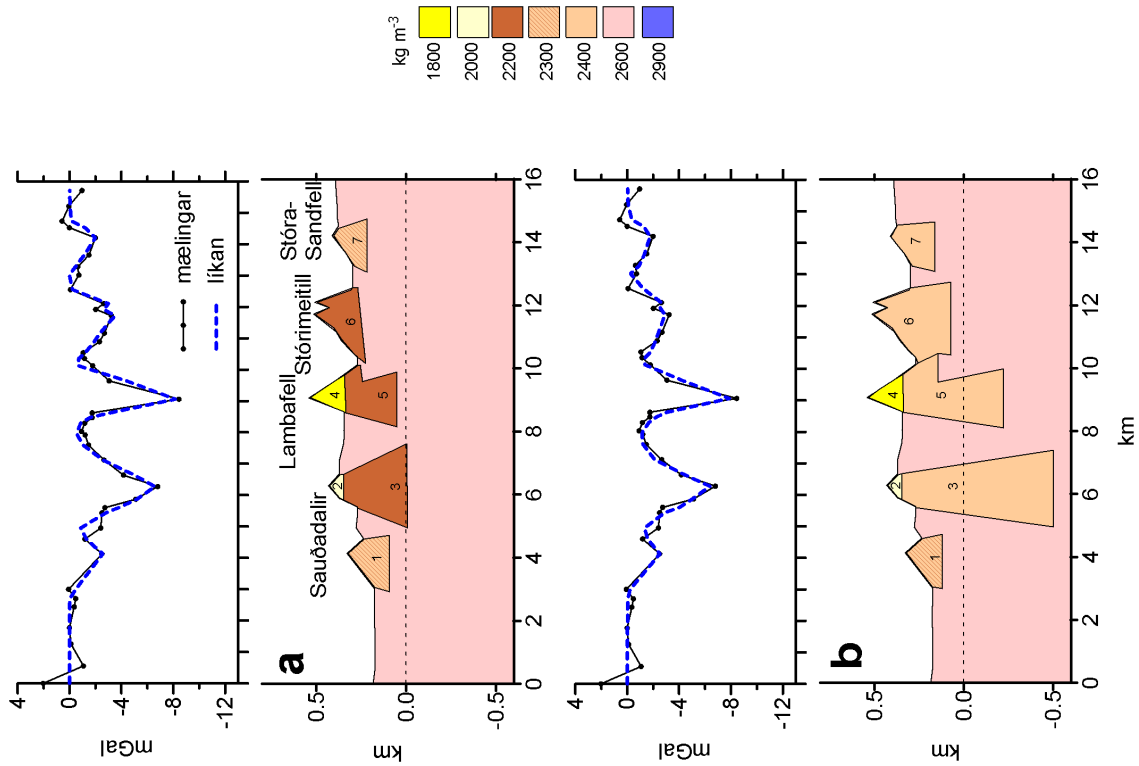 4
0
-4
-8
-12
mGal
mælingar
líkan
a
Sauðadalir
Lambafell
Stórimeitill
Stóra-
Sandfell
1
2
3
4
5
6
7
0.5
0.0
-0.5
km
0 2 4 6 8 10 12 14 16
4
0
-4
-8
-12
mGal
b
1
2
3
4
5
6
7
0.5
0.0
-0.5
km
0 2 4 6 8 10 12 14 16
km
kg m-3
1800
2000
2200
2300
2400
2600
2900